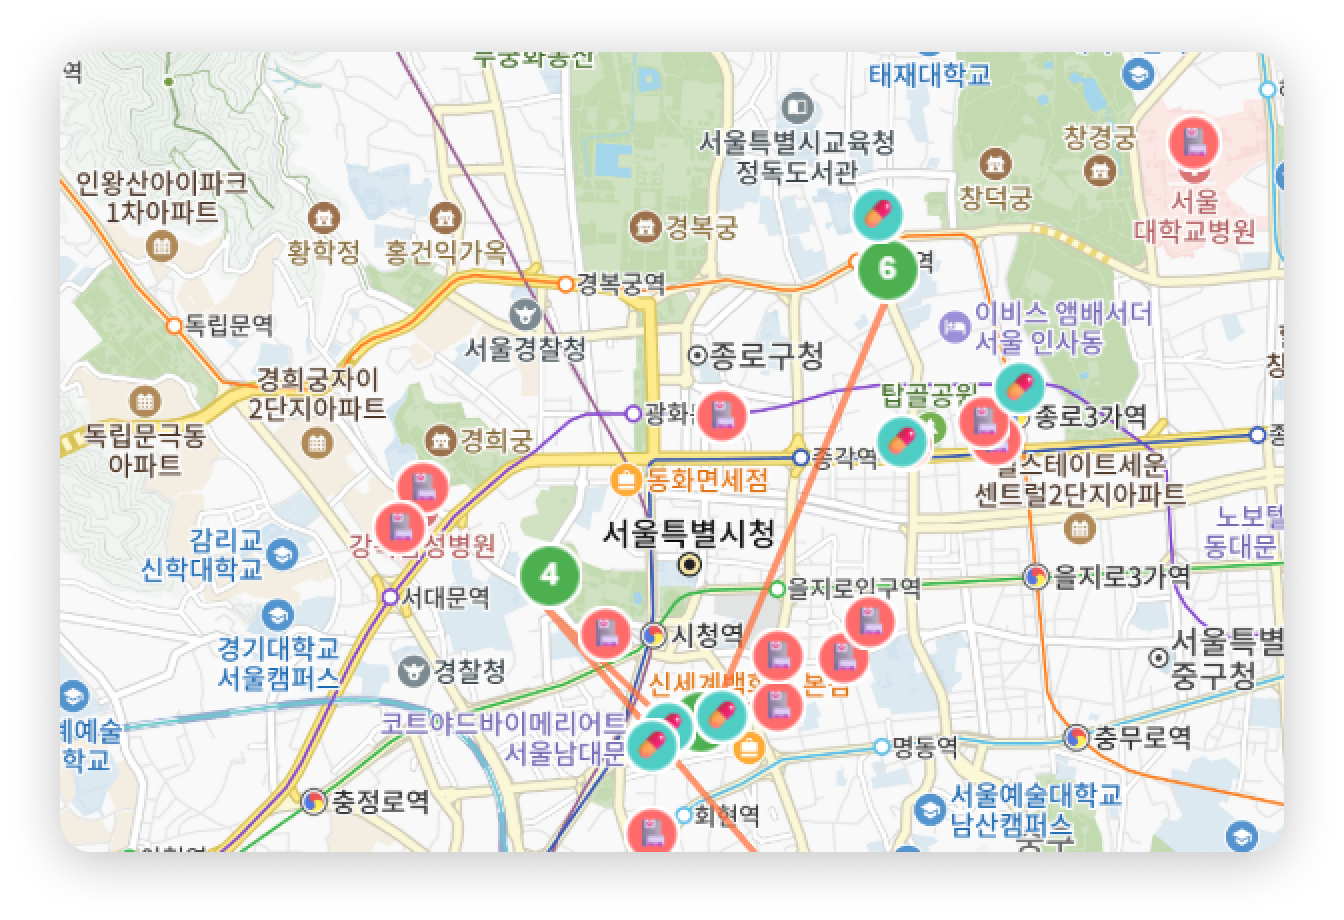 역
무궁화동산
태재대학교
서울특별시교육청
정독도서관
창경궁
창덕궁
서울
대학교병원
인왕산아이파크
1차아파트
황학정
홍건익가옥
경복궁
경복궁역
6
역
독립문역
서울경찰청
종로구청
이비스 앰배서더
서울 인사동
경희궁자이
2단지아파트
탑골공원
광화
종로3가역
독립문극동
아파트
경희궁
동화면세점
종각역
종
힐스테이트세운
센트럴2단지아파트
감리교
신학대학교
서울특별시청
노보텔
동대문
4
을지로입구역
을지로3가역
서대문역
경기대학교
서울캠퍼스
경찰청
시청역
서울특별
중구청
본점
예예술
학교
코트야드바이메리어트
서울남대문
명동역
충무로역
충정로역
회현역
서울예술대학교
남산캠퍼스
중구